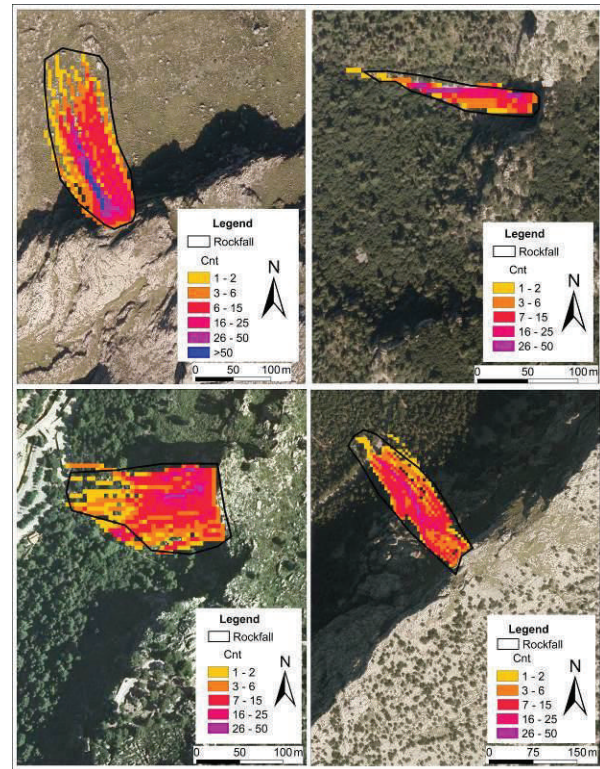 Legend
Rockfall
Cnt
1 - 2
3 - 6
6 - 15
16 - 25
26 - 50
>50
N
0 50 100 m
Legend
Rockfall
Cnt
1 - 2
3 - 6
7 - 15
16 - 25
26 - 50
N
0 50 100 m
Legend
Rockfall
Cnt
1 - 2
3 - 6
7 - 15
16 - 25
26 - 50
N
0 50 100 m
Legend
Rockfall
Cnt
1 - 2
3 - 6
7 - 15
16 - 25
26 - 50
N
0 75 150 m